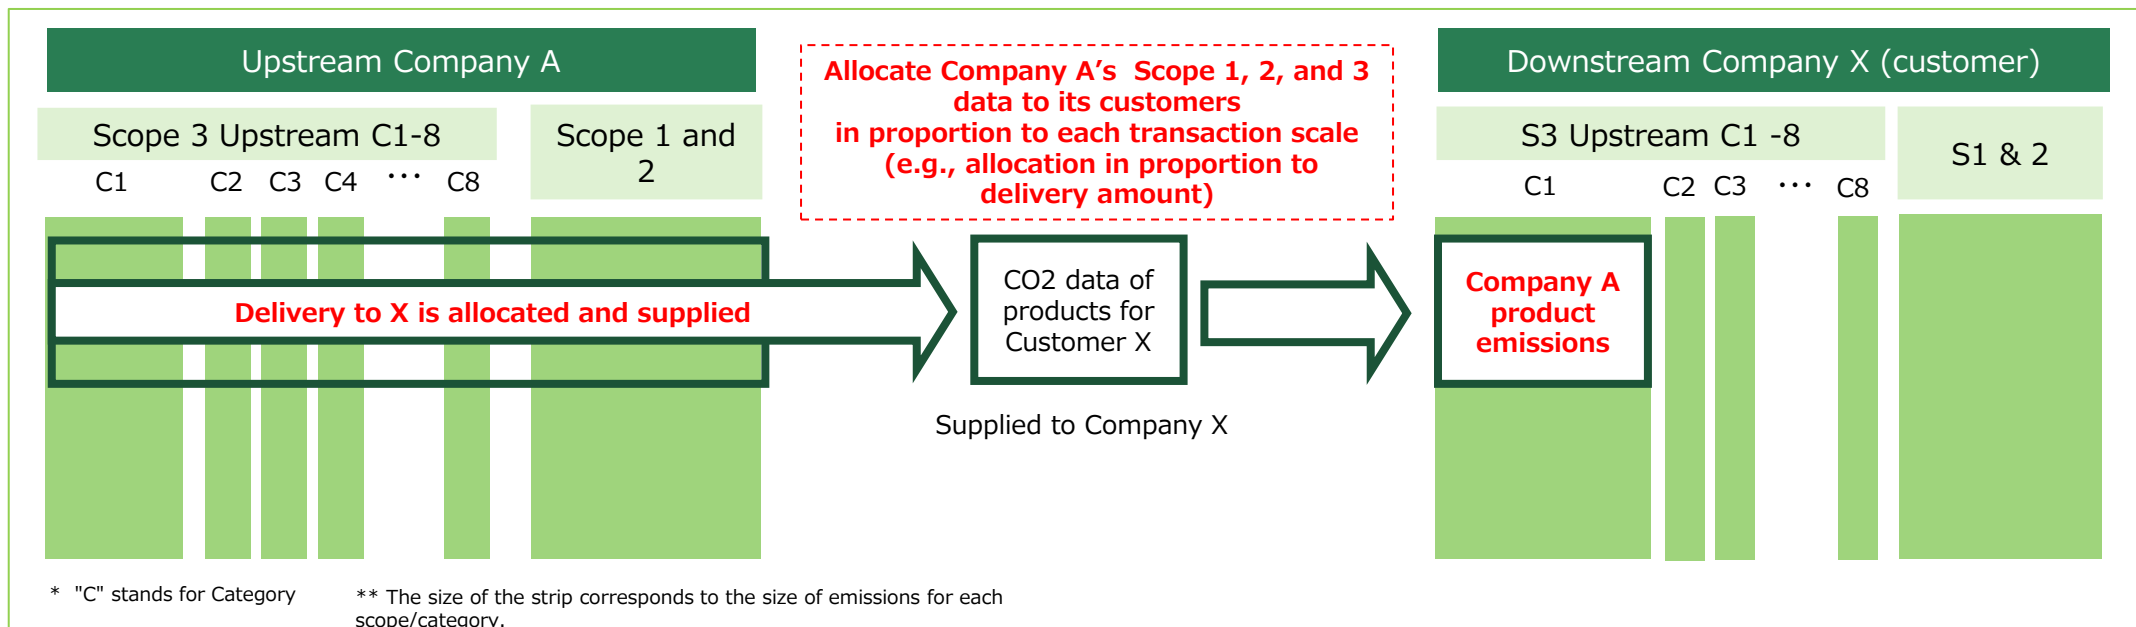 Upstream Company A
Scope 3 Upstream C1-8
Scope 1 and
2
C1 C2 C3 C4 ··· C8
Delivery to X is allocated and supplied
Allocate Company A’s  Scope 1, 2, and 3
data to its customers
in proportion to each transaction scale
(e.g., allocation in proportion to
delivery amount)
CO2 data of
products for
Customer X
Supplied to Company X
Downstream Company X (customer)
S3 Upstream C1 -8
S1 & 2
C1 C2 C3 ··· C8
Company A
product
emissions
* "C" stands for Category
** The size of the strip corresponds to the size of emissions for each
scope/category.